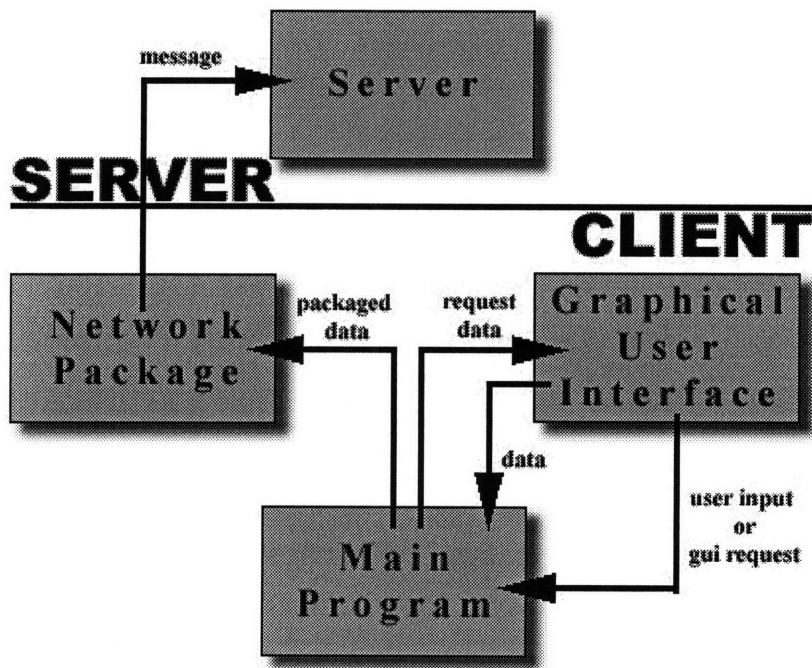 message
Server
SERVER
CLIENT
Network
Package
packaged
data
request
data
Graphical
User
Interface
data
user input
or
gui request
Main
Program